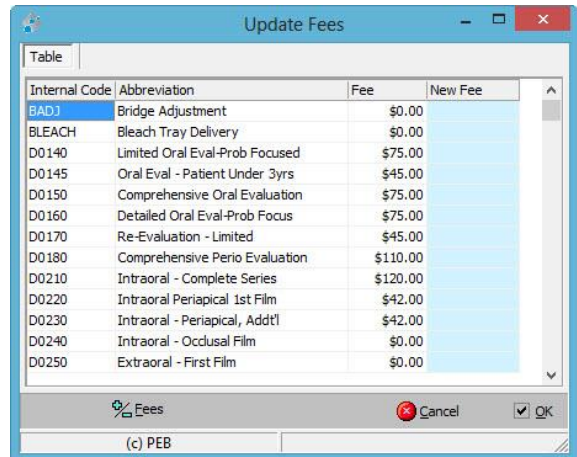 Update Fees
Table
Internal Code Abbreviation Fee New Fee
BADJ Bridge Adjustment $0.00
BLEACH Bleach Tray Delivery $0.00
D0140 Limited Oral Eval-Prob Focused $75.00
D0145 Oral Eval - Patient Under 3yrs $45.00
D0150 Comprehensive Oral Evaluation $75.00
D0160 Detailed Oral Eval-Prob Focus $75.00
D0170 Re-Evaluation - Limited $45.00
D0180 Comprehensive Perio Evaluation $110.00
D0210 Intraoral - Complete Series $120.00
D0220 Intraoral Periapical 1st Film $42.00
D0230 Intraoral - Periapical, Addt'l $42.00
D0240 Intraoral - Occlusal Film $0.00
D0250 Extraoral - First Film $0.00
Fees Cancel OK
(c) PEB